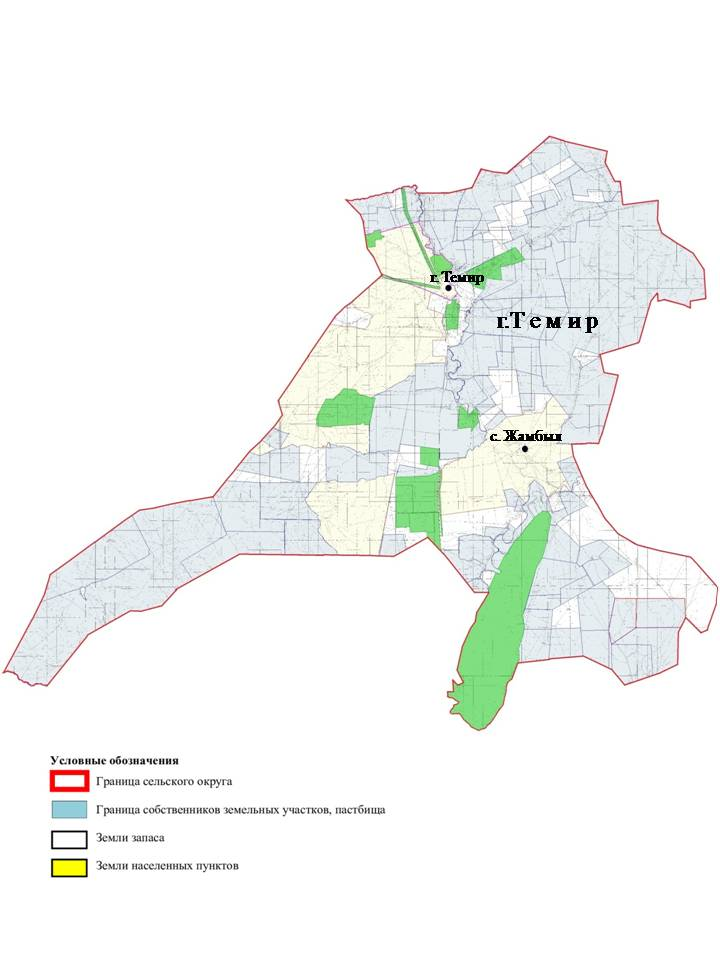 г. Темир
г.Темир
с. Жамбыл
Условные обозначения
Граница сельского округа
Граница собственников земельных участков, пастбища
Земли запаса
Земли населенных пунктов